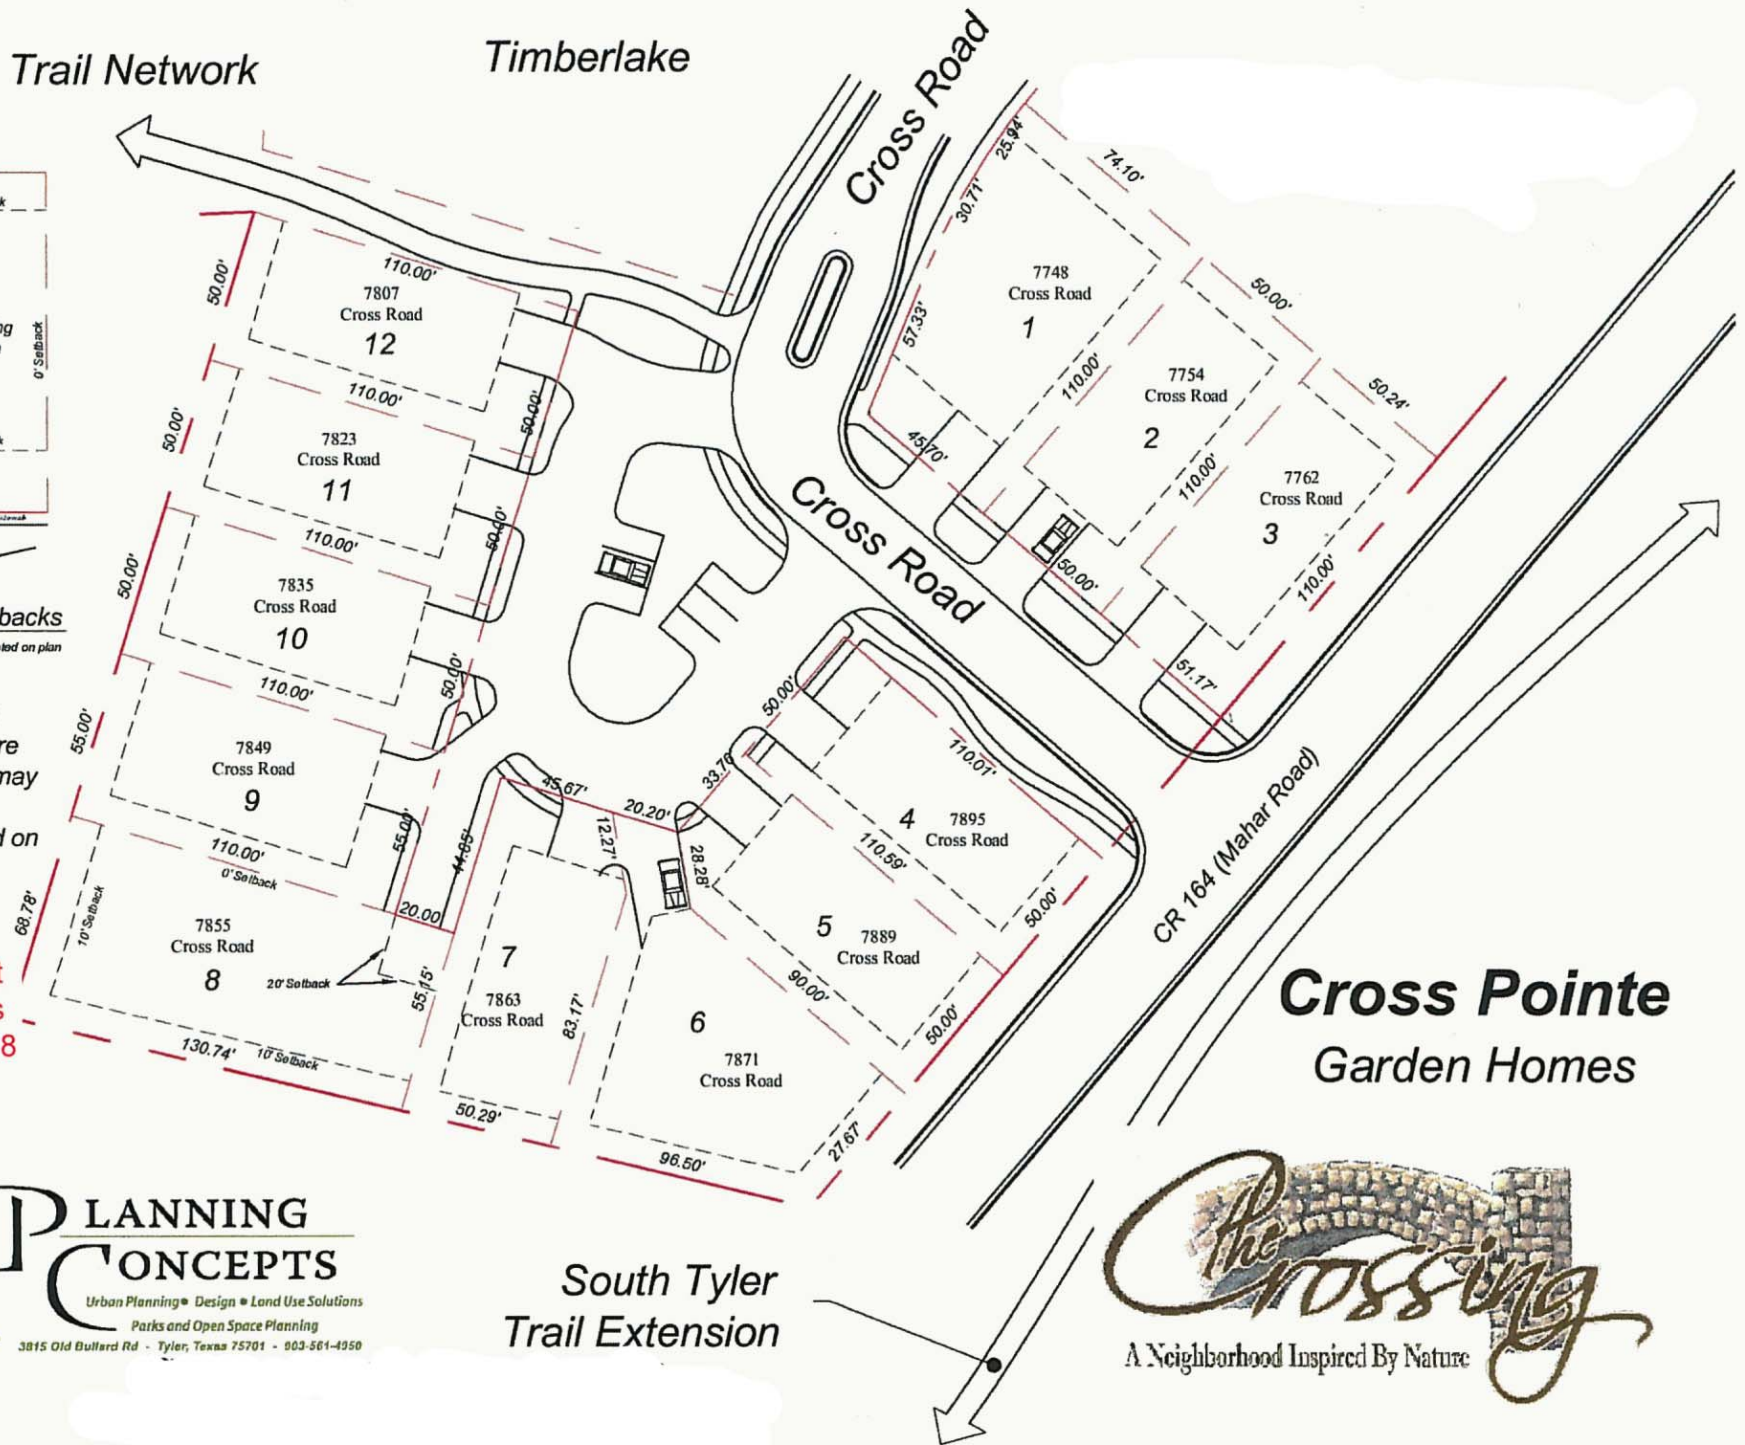 Trail Network
Timberlake
Cross Road
25.94'
74.10'
30.71'
57.33'
50.00'
50.24'
7748
Cross Road
1
110.00'
7754
Cross Road
2
110.00'
7762
Cross Road
3
110.00'
45.70'
50.00'
51.17'
Cross Road
110.00'
50.00'
7807
Cross Road
12
110.00'
50.00'
50.00'
7823
Cross Road
11
50.00'
110.00'
50.00'
7835
Cross Road
10
50.00'
110.00'
55.00'
7849
Cross Road
9
55.00'
110.00'
0' Setback
68.78'
10' Setback
7855
Cross Road
8
20' Setback
20.00
44.85'
55.15'
130.74'
10' Setback
45.67'
20.20'
12.27'
28.28'
33.76'
50.00'
7
7863
Cross Road
83.17'
50.29'
6
7871
Cross Road
96.50'
27.67'
90.00'
5
7889
Cross Road
50.00'
110.59'
4
7895
Cross Road
110.01'
50.00'
0' Setback
backs
on plan
may
on
8
CR 164 (Mahar Road)
Cross Pointe
Garden Homes
PLANNING
CONCEPTS
Urban Planning • Design • Land Use Solutions
Parks and Open Space Planning
3815 Old Bullard Rd - Tyler, Texas 75701 - 903-561-4950
South Tyler
Trail Extension
The
Crossing
A Neighborhood Inspired By Nature